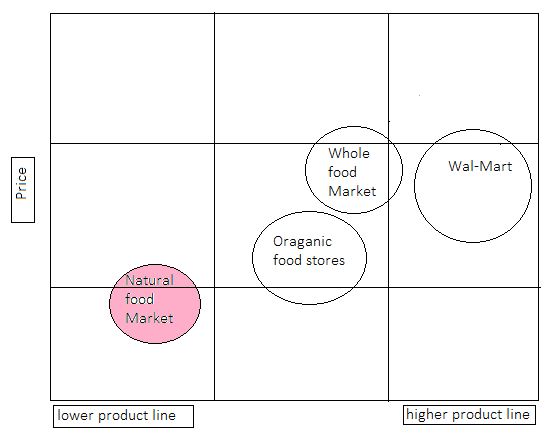 Price
Whole
food
Market
Wal-Mart
Oraganic
food stores
Natural
food
Market
lower product line
higher product line